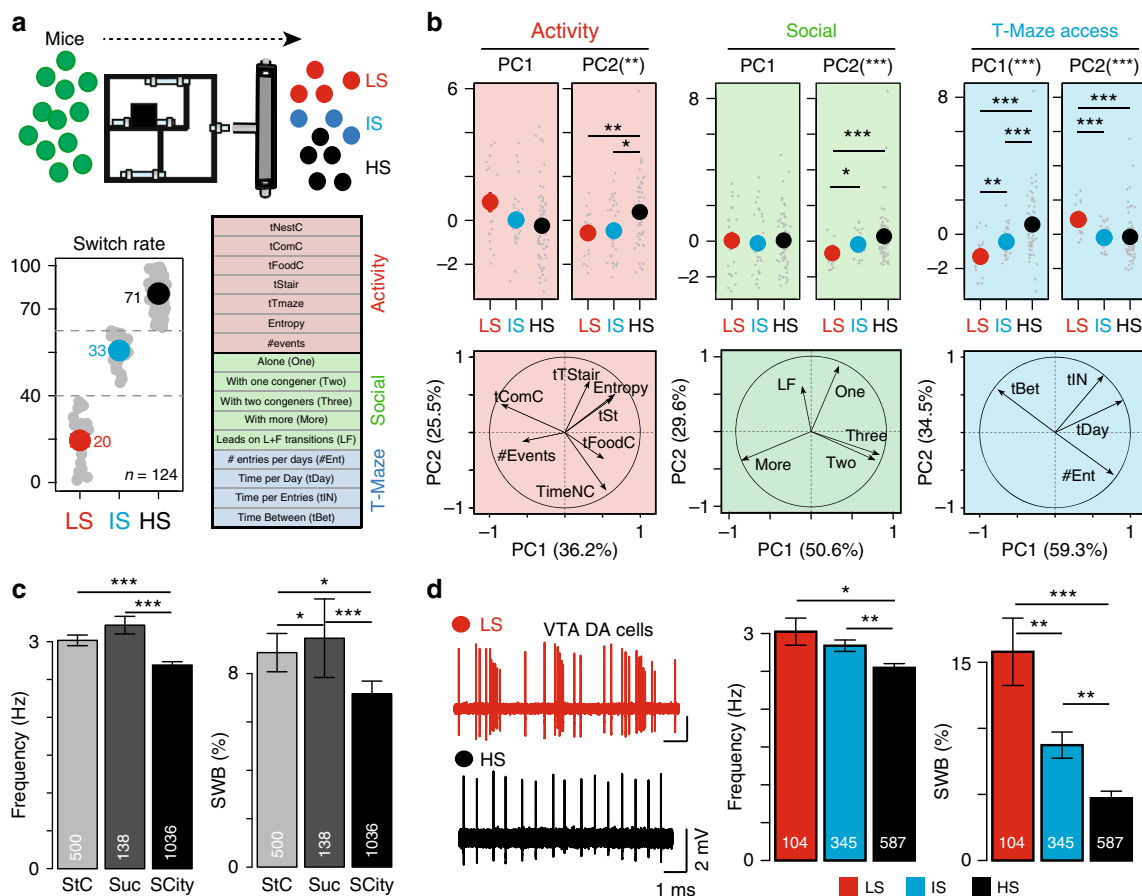 a
Mice
LS
IS
HS
Switch rate
100
70
40
0
71
33
20
n = 124
LS IS HS
tNestC
tComC
tFoodC
tStair
tTmaze
Entropy
#events
Alone (One)
With one congener (Two)
With two congeners (Three)
With more (More)
Leads on L+F transitions (LF)
# entries per days (#Ent)
Time per Day (tDay)
Time per Entries (tIN)
Time Between (tBet)
Activity
Social
T-Maze
b
Activity
PC1 PC2(**)
6
2
0
−2
**
*
LS IS HS LS IS HS
Social
PC1 PC2(***)
8
2
0
−2
***
*
LS IS HS LS IS HS
T-Maze access
PC1(***) PC2(***)
8
2
0
−2
***
***
**
***
***
LS IS HS LS IS HS
PC2 (25.5%)
1
−1
tTStair
Entropy
tComC
tSt
tFoodC
#Events
TimeNC
−1 1
PC1 (36.2%)
PC2 (29.6%)
1
−1
LF
One
Three
More
Two
−1 1
PC1 (50.6%)
PC2 (34.5%)
1
−1
tBet
tIN
tDay
#Ent
−1 1
PC1 (59.3%)
c
Frequency (Hz)
3
0
***
***
500
138
1036
StC Suc SCity
SWB (%)
8
0
*
*
***
500
138
1036
StC Suc SCity
d
LS
VTA DA cells
HS
2 mV
1 ms
Frequency (Hz)
3
0
*
**
104
345
587
SWB (%)
15
0
***
**
**
104
345
587
LS IS HS